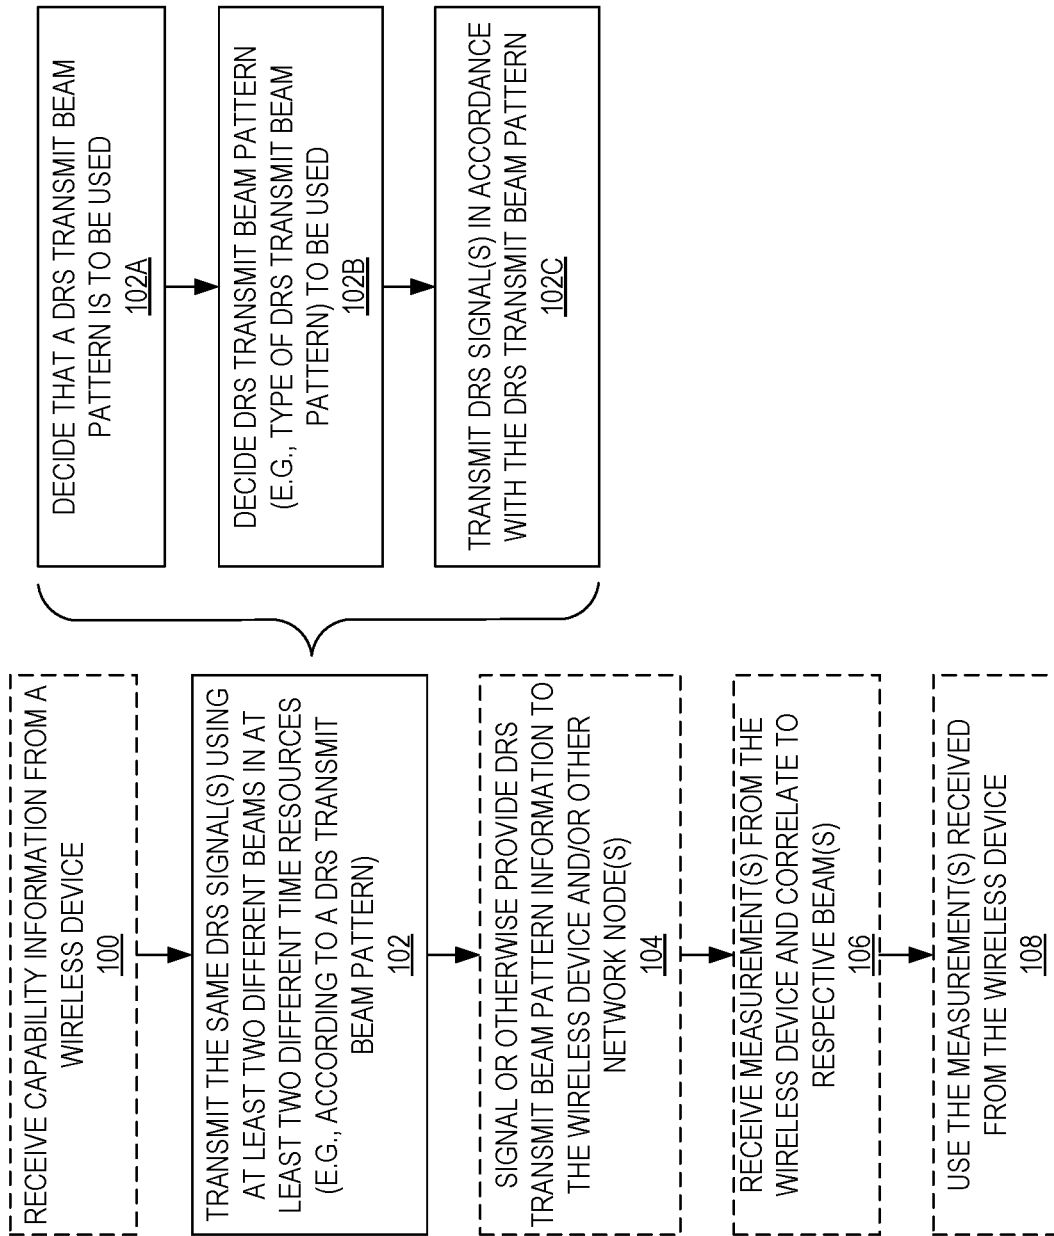 RECEIVE CAPABILITY INFORMATION FROM A
WIRELESS DEVICE
100
TRANSMIT THE SAME DRS SIGNAL(S) USING
AT LEAST TWO DIFFERENT BEAMS IN AT
LEAST TWO DIFFERENT TIME RESOURCES
(E.G., ACCORDING TO A DRS TRANSMIT
BEAM PATTERN)
102
SIGNAL OR OTHERWISE PROVIDE DRS
TRANSMIT BEAM PATTERN INFORMATION TO
THE WIRELESS DEVICE AND/OR OTHER
NETWORK NODE(S)
104
RECEIVE MEASUREMENT(S) FROM THE
WIRELESS DEVICE AND CORRELATE TO
RESPECTIVE BEAM(S)
106
USE THE MEASUREMENT(S) RECEIVED
FROM THE WIRELESS DEVICE
108
DECIDE THAT A DRS TRANSMIT BEAM
PATTERN IS TO BE USED
102A
DECIDE DRS TRANSMIT BEAM PATTERN
(E.G., TYPE OF DRS TRANSMIT BEAM
PATTERN) TO BE USED
102B
TRANSMIT DRS SIGNAL(S) IN ACCORDANCE
WITH THE DRS TRANSMIT BEAM PATTERN
102C